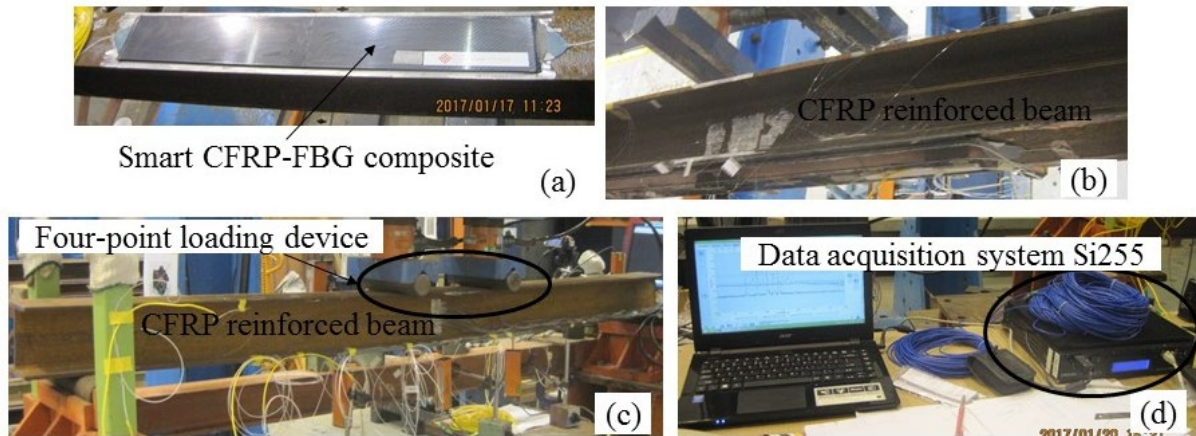 2017/01/17 11:23
Smart CFRP-FBG composite
(a)
CFRP reinforced beam
(b)
Four-point loading device
CFRP reinforced beam
(c)
Data acquisition system Si255
acer
(d)